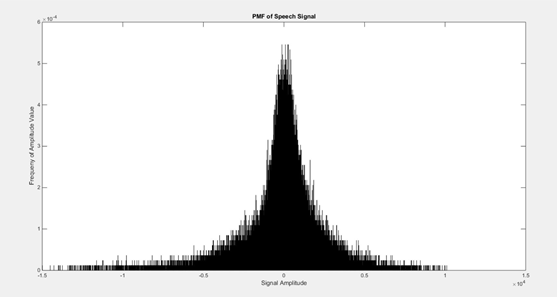 PMF of Speech Signal
×10^-4
6
5
4
3
2
1
0
Frequeny of Amplitude Value
-1.5 -1 -0.5 0 0.5 1 1.5
Signal Amplitude
×10^4